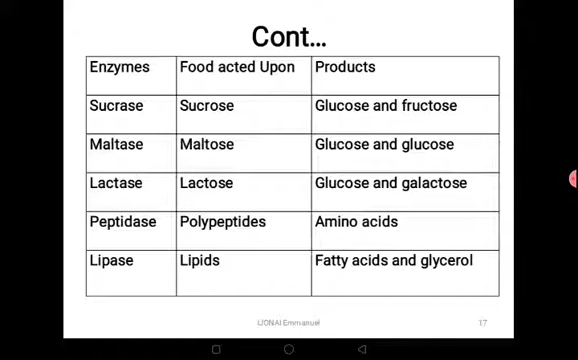 Cont...
Enzymes Food acted Upon Products
Sucrase Sucrose Glucose and fructose
Maltase Maltose Glucose and glucose
Lactase Lactose Glucose and galactose
Peptidase Polypeptides Amino acids
Lipase Lipids Fatty acids and glycerol
Emmanuel 17